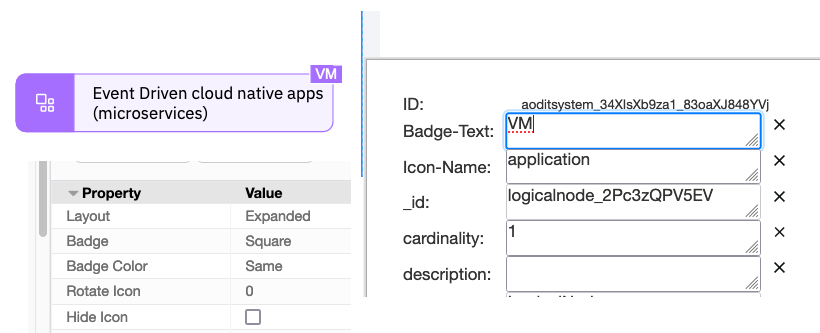 VM
Event Driven cloud native apps
(microservices)
Property Value
Layout Expanded
Badge Square
Badge Color Same
Rotate Icon 0
Hide Icon
ID: aoditsystem_34XIsXb9za1_83oaXJ848YVj
Badge-Text: VM
Icon-Name: application
_id: logicalnode_2Pc3zQPV5EV
cardinality: 1
description: